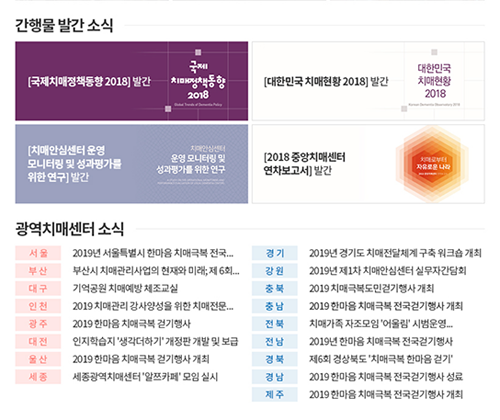 간행물 발간 소식
[국제치매정책동향 2018] 발간
국제
치매정책동향
2018
Global Trends of Dementia Policy
[대한민국 치매현황 2018] 발간
대한민국
치매현황
2018
Korean Dementia Observatory 2018
[치매안심센터 운영
모니터링 및 성과평가를
위한 연구] 발간
치매안심센터
운영 모니터링 및
성과평가를 위한 연구
[2018 중앙치매센터
연차보고서] 발간
치매로부터
자유로운 나라
광역치매센터 소식
서울 2019년 서울특별시 한마음 치매극복 전국...
부산 부산시 치매관리사업의 현재와 미래; 제 6회...
대구 기억공원 치매예방 체조교실
인천 2019 치매관리 강사양성을 위한 치매전문...
광주 2019 한마음 치매극복 걷기행사
대전 인지학습지 '생각더하기' 개정판 개발 및 보급
울산 2019 한마음 치매극복 걷기행사 개최
세종 세종광역치매센터 '알쯔카페' 모임 실시
경기 2019년 경기도 치매전달체계 구축 워크숍 개최
강원 2019년 제1차 치매안심센터 실무자간담회
충북 2019 치매극복도민걷기행사 개최
충남 2019 한마음 치매극복 전국걷기행사 개최
전북 치매가족 자조모임 '어울림' 시범운영...
전남 2019년 한마음 치매극복 전국걷기행사
경북 제6회 경상북도 '치매극복 한마음 걷기'
경남 2019 한마음 치매극복 전국걷기행사 성료
제주 2019 한마음 치매극복 전국걷기행사 개최